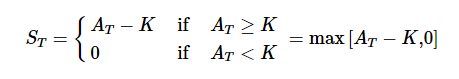 S_T = { A_T − K if A_T ≥ K
0 if A_T < K } = max [A_T − K,0]